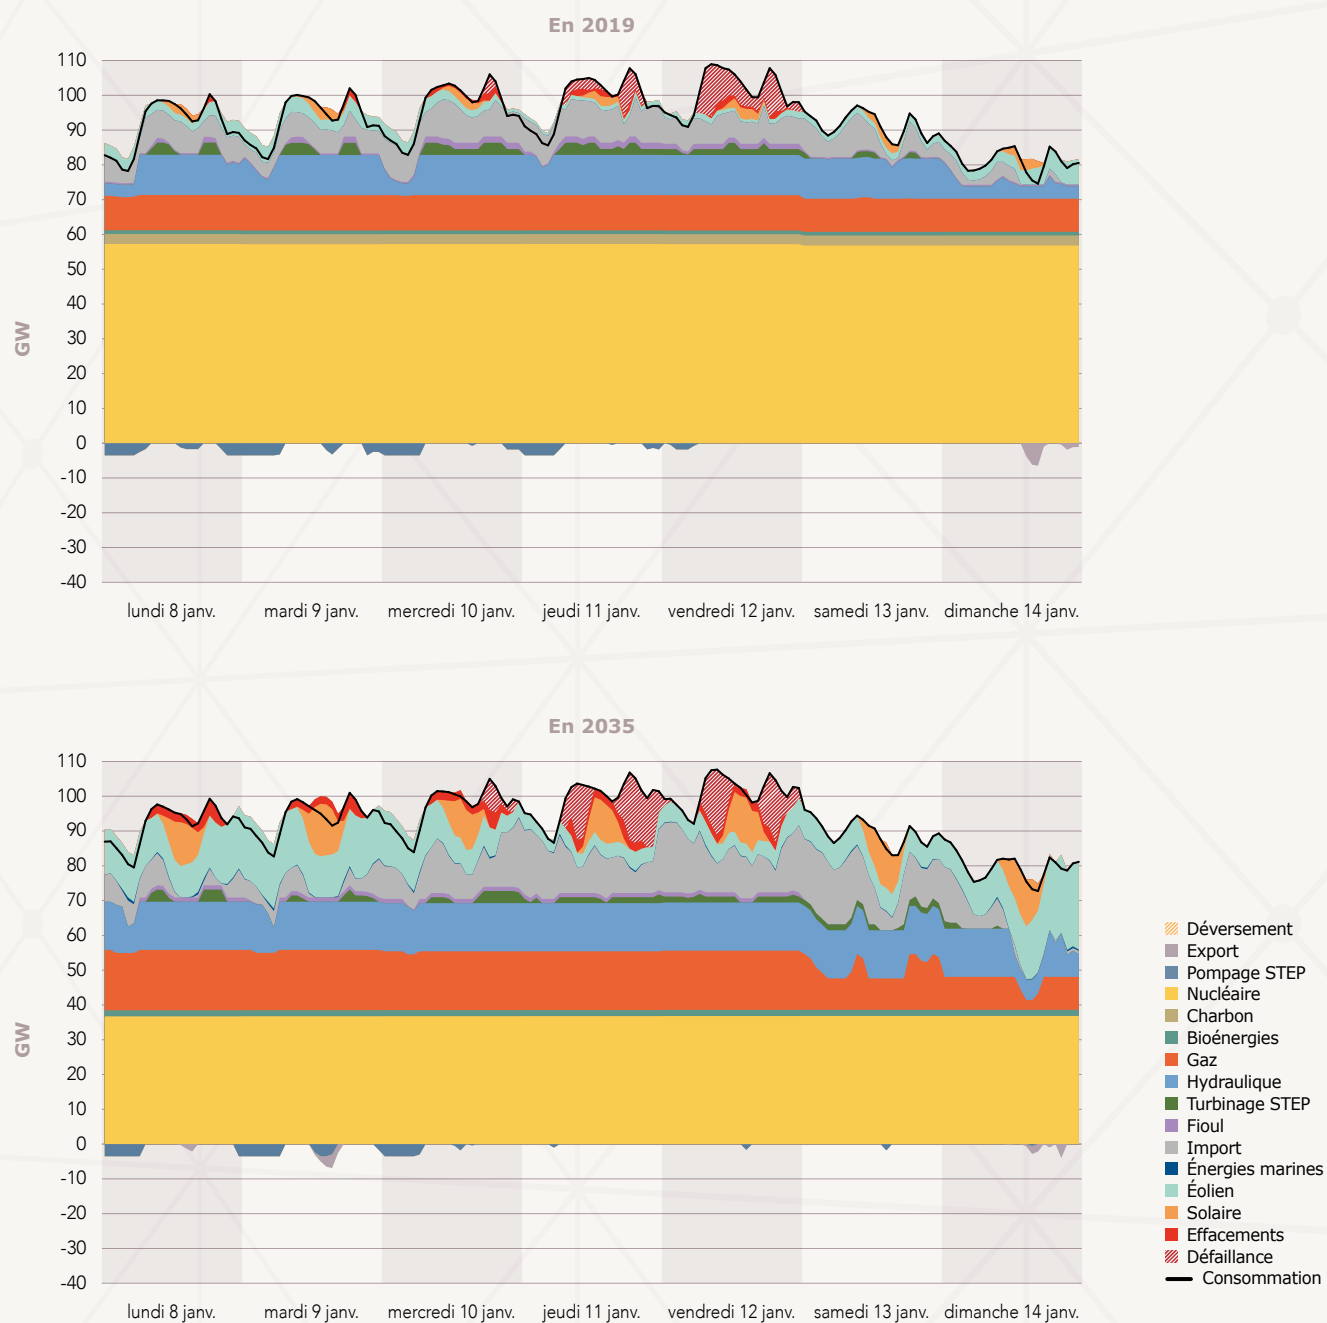 En 2019
110
100
90
80
70
60
50
40
30
20
10
0
-10
-20
-30
-40
GW
lundi 8 janv. mardi 9 janv. mercredi 10 janv. jeudi 11 janv. vendredi 12 janv. samedi 13 janv. dimanche 14 janv.
En 2035
110
100
90
80
70
60
50
40
30
20
10
0
-10
-20
-30
-40
GW
lundi 8 janv. mardi 9 janv. mercredi 10 janv. jeudi 11 janv. vendredi 12 janv. samedi 13 janv. dimanche 14 janv.
Déversement
Export
Pompage STEP
Nucléaire
Charbon
Bioénergies
Gaz
Hydraulique
Turbinage STEP
Fioul
Import
Énergies marines
Éolien
Solaire
Effacements
Défaillance
Consommation